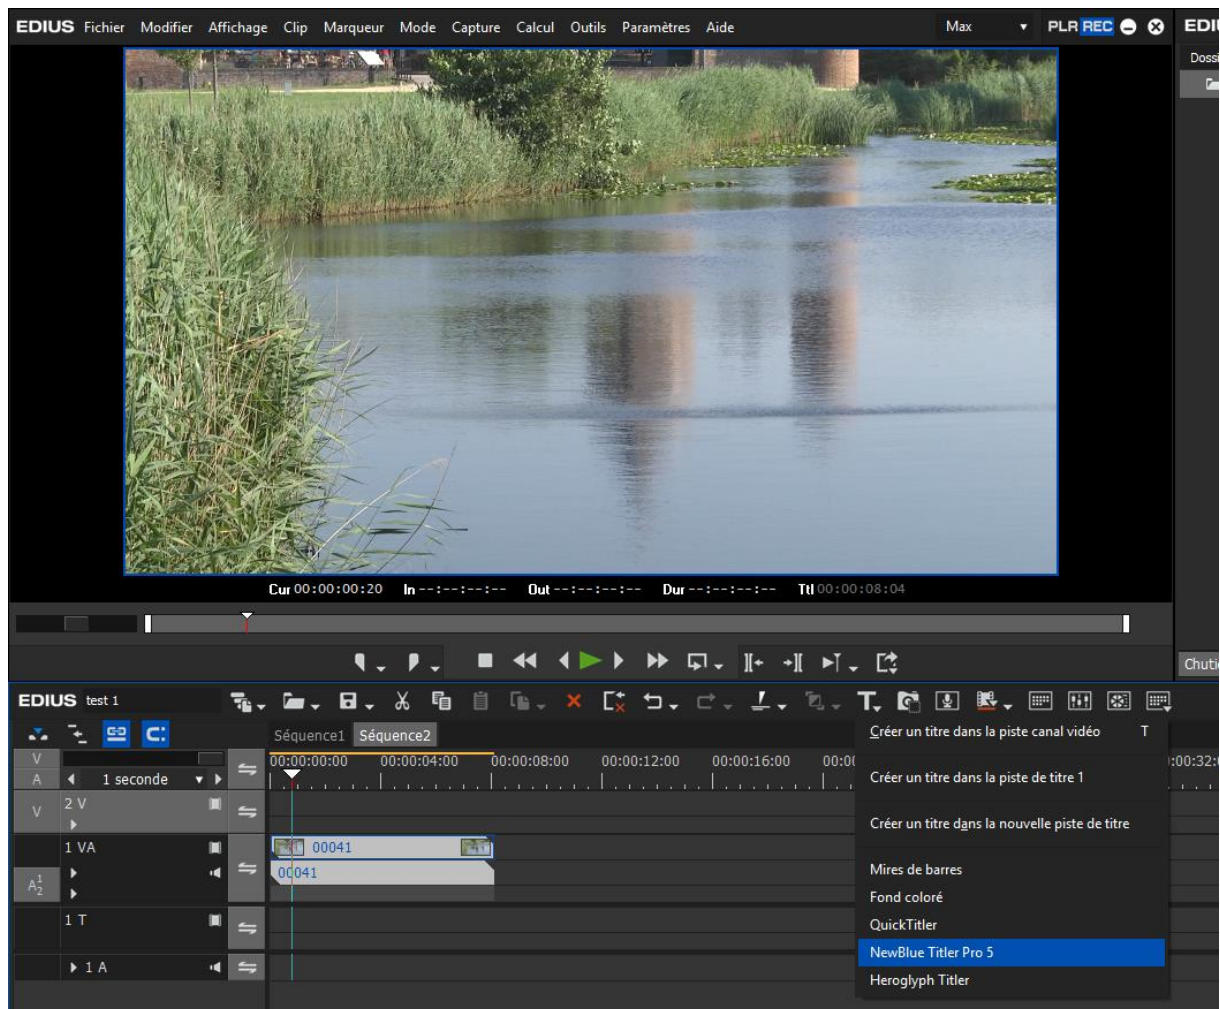 EDIUS Fichier Modifier Affichage Clip Marqueur Mode Capture Calcul Outils Paramètres Aide Max PLR REC
Cur 00:00:00:20 In --:--:--:-- Out --:--:--:-- Dur --:--:--:-- Ttl 00:00:08:04
EDIUS test 1
Séquence1 Séquence2
Créer un titre dans la piste canal vidéo T
V 00:00:00:00 00:00:04:00 00:00:08:00 00:00:12:00 00:00:16:00
A 1 seconde
Créer un titre dans la piste de titre 1
V 2 V
Créer un titre dans la nouvelle piste de titre
1 VA 00041
Mires de barres
A1 2 00041
Fond coloré
1 T
QuickTitler
NewBlue Titler Pro 5
1 A
Heroglyph Titler